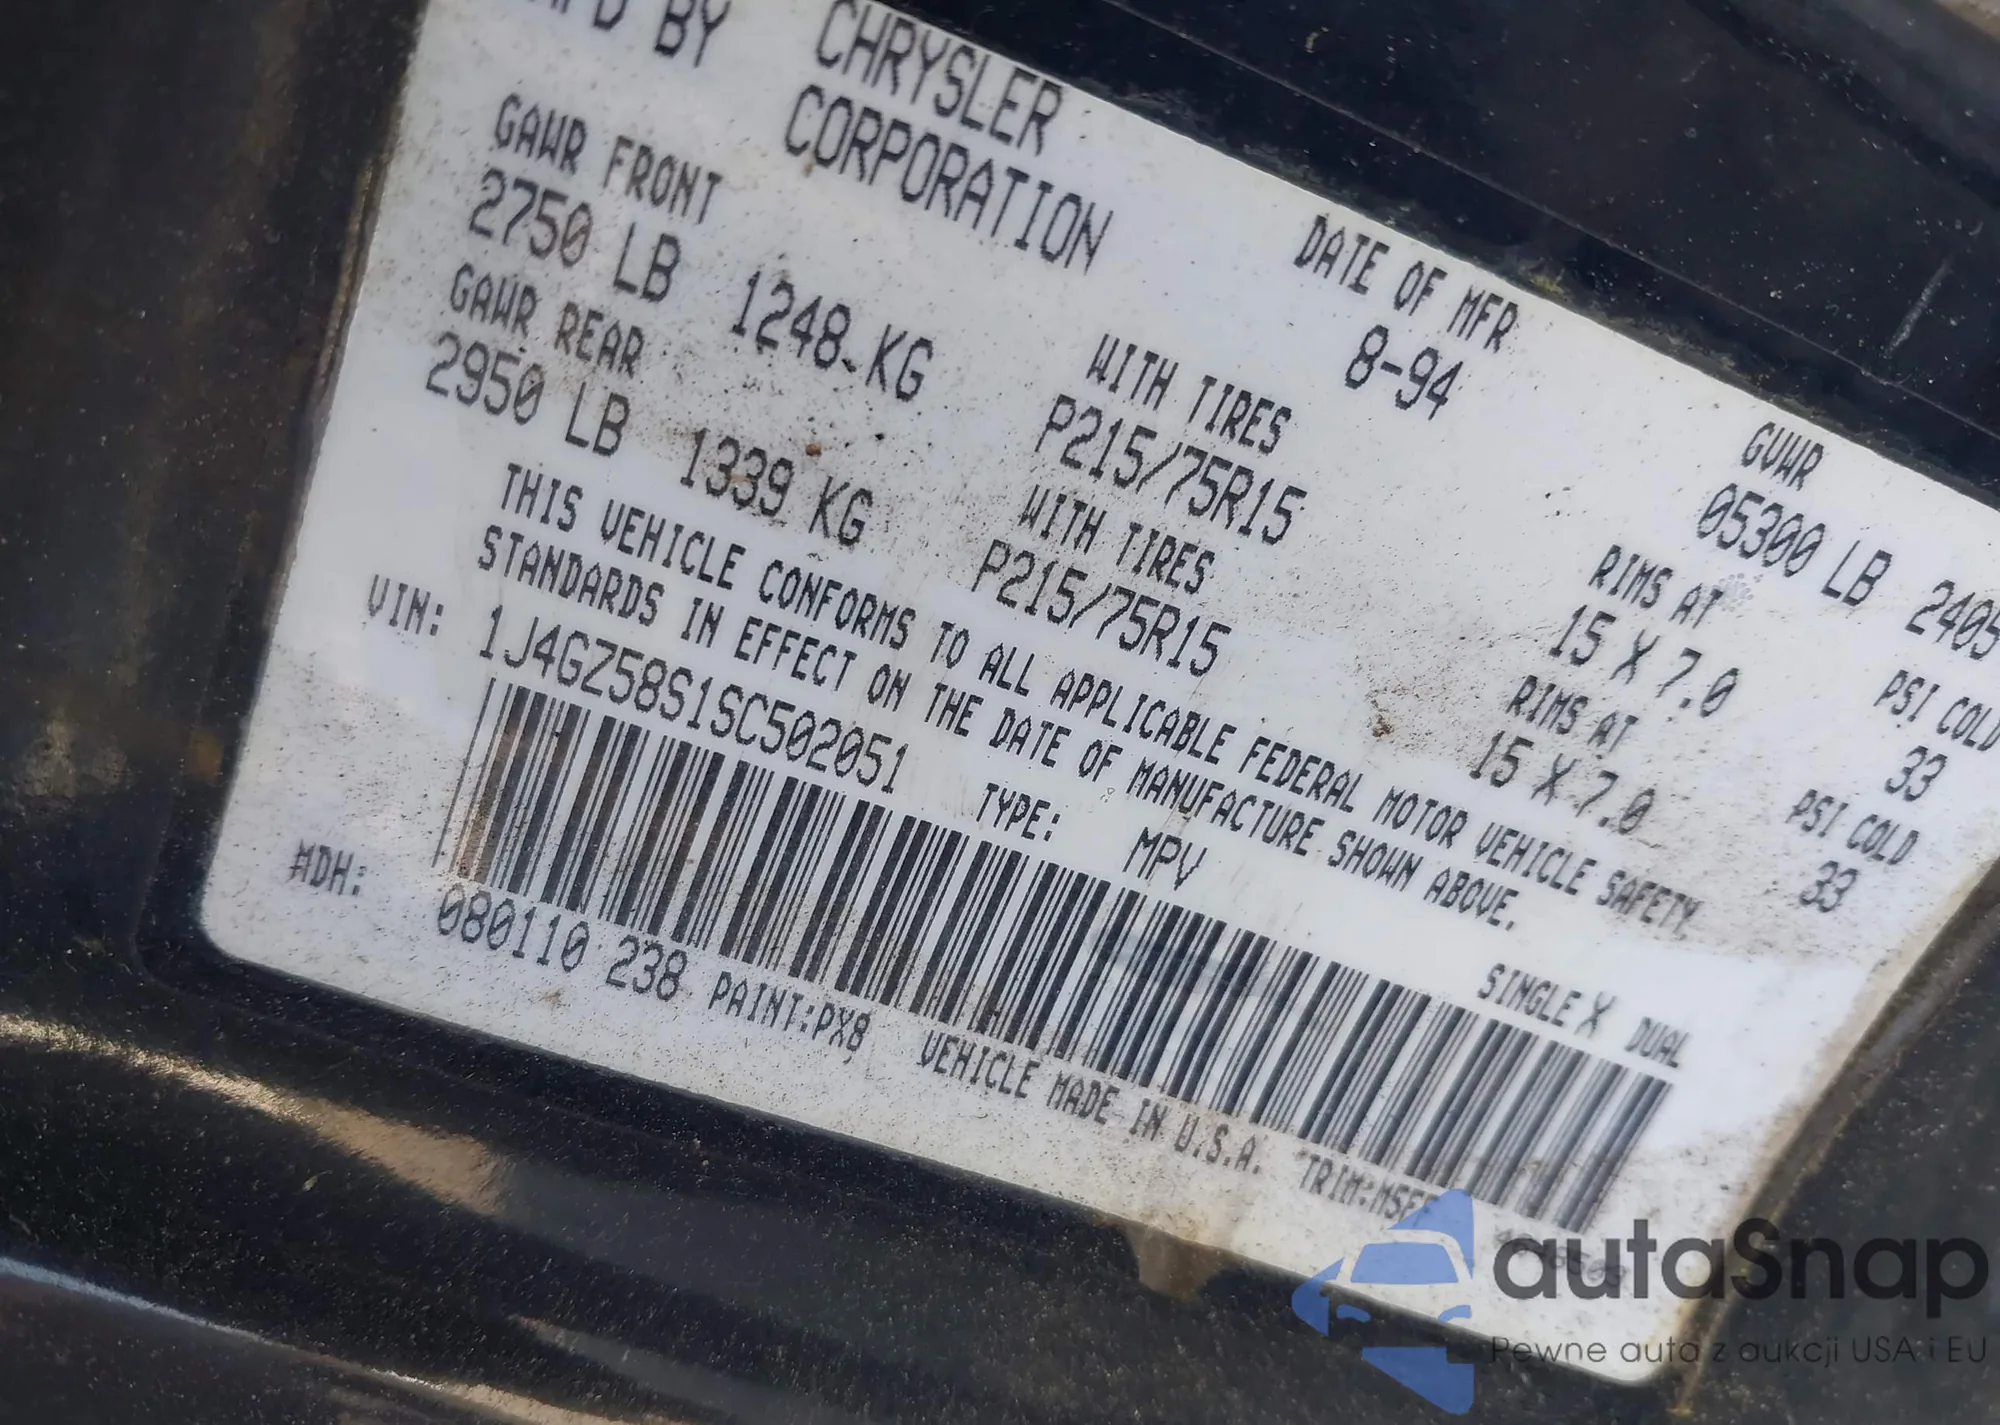 BY CHRYSLER
CORPORATION
DATE OF MFR 8-94
GVWR 05300 LB
GAWR FRONT WITH TIRES RIMS AT PSI COLD
2750 LB 1248 KG P215/75R15 15 X 7.0 33
GAWR REAR WITH TIRES RIMS AT PSI COLD
2950 LB 1339 KG P215/75R15 15 X 7.0 33
THIS VEHICLE CONFORMS TO ALL APPLICABLE FEDERAL MOTOR VEHICLE SAFETY
STANDARDS IN EFFECT ON THE DATE OF MANUFACTURE SHOWN ABOVE.
VIN: 1J4GZ58S1SC502051 TYPE: MPV SINGLE X DUAL
MDH: 080110 238 PAINT:PX8 VEHICLE MADE IN U.S.A.
autaSnap
Pewne auta z aukcji USA i EU